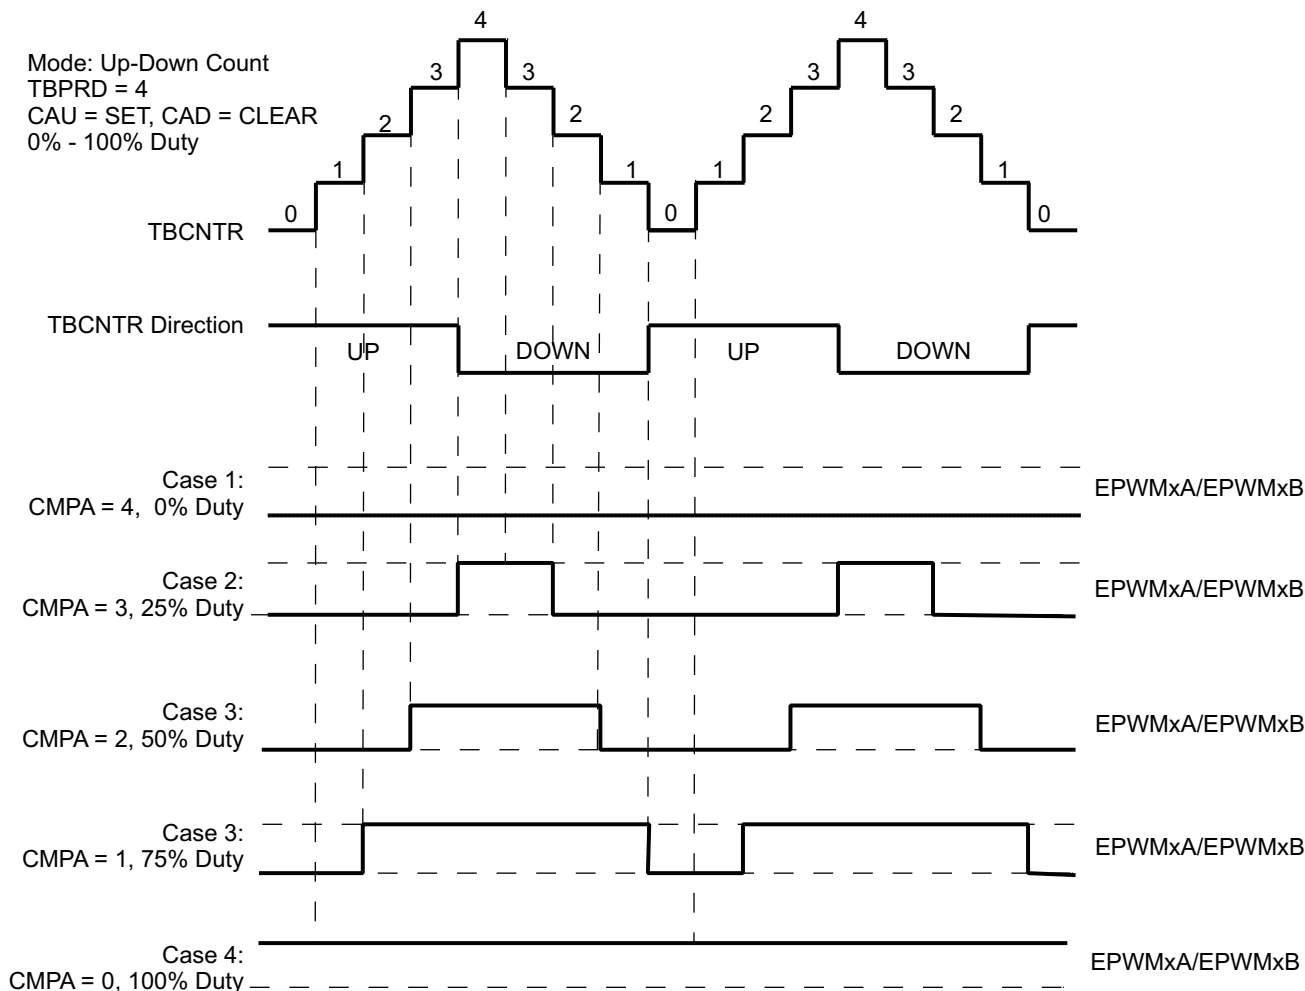 4
4
Mode: Up-Down Count
TBPRD = 4
CAU = SET, CAD = CLEAR
0% - 100% Duty
3
3
3
3
2
2
2
2
1
1
1
1
0
0
0
TBCNTR
TBCNTR Direction
UP
DOWN
UP
DOWN
Case 1:
CMPA = 4, 0% Duty
EPWMxA/EPWMxB
Case 2:
CMPA = 3, 25% Duty
EPWMxA/EPWMxB
Case 3:
CMPA = 2, 50% Duty
EPWMxA/EPWMxB
Case 3:
CMPA = 1, 75% Duty
EPWMxA/EPWMxB
Case 4:
CMPA = 0, 100% Duty
EPWMxA/EPWMxB